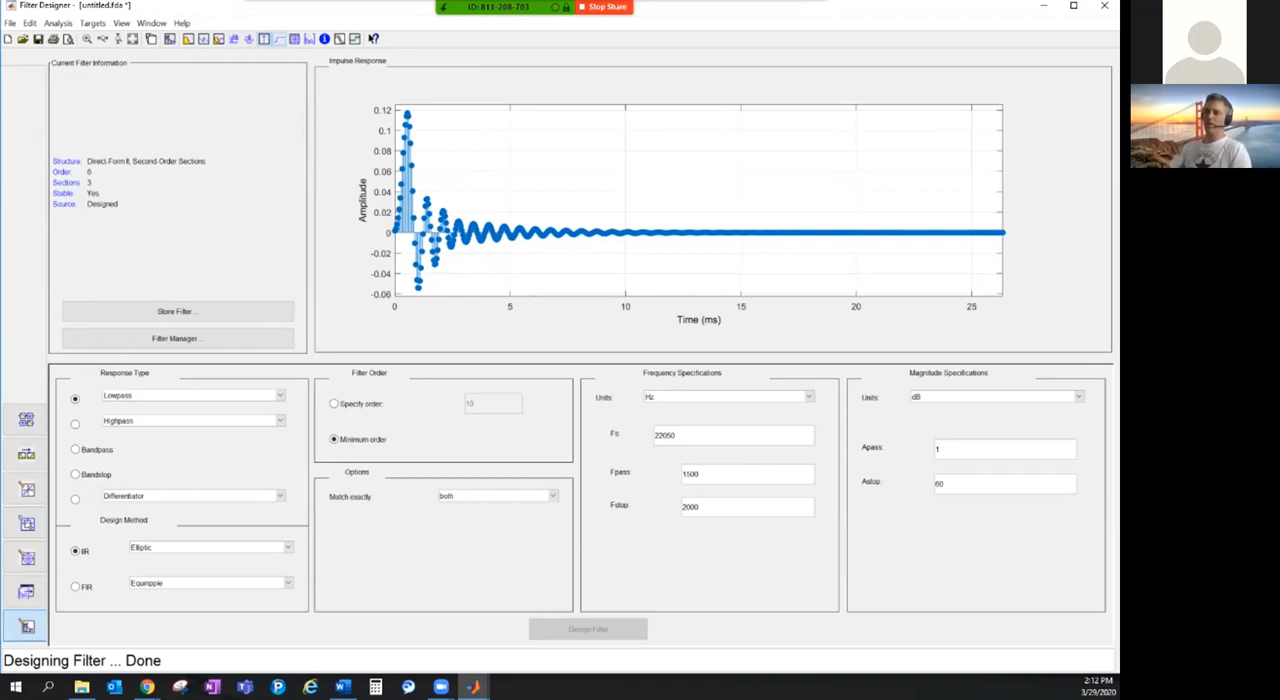 Filter Designer - [untitled.fda *]
ID: 811-208-703
Stop Share
File Edit Analysis Targets View Window Help
Current Filter Information
Structure: Direct-Form II, Second-Order Sections
Order: 6
Sections 3
Stable: Yes
Source: Designed
Store Filter ...
Filter Manager ...
Impulse Response
0.12
0.1
0.08
0.06
0.04
0.02
0
-0.02
-0.04
-0.06
Amplitude
0 5 10 15 20 25
Time (ms)
Response Type
Lowpass
Highpass
Bandpass
Bandstop
Differentiator
Design Method
IIR Elliptic
FIR Equiripple
Filter Order
Specify order: 10
Minimum order
Options
Match exactly: both
Frequency Specifications
Units: Hz
Fs: 22050
Fpass: 1500
Fstop 2000
Magnitude Specifications
Units: dB
Apass: 1
Astop: 60
Design Filter
Designing Filter ... Done
2:12 PM
3/29/2020